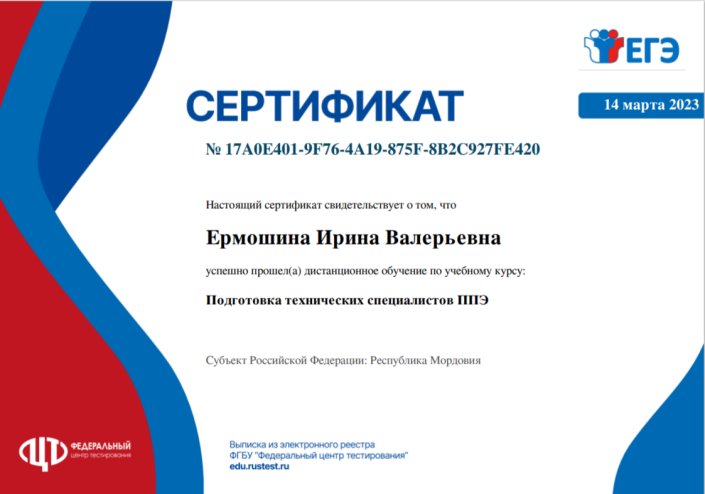 ЕГЭ
СЕРТИФИКАТ
14 марта 2023
№ 17A0E401-9F76-4A19-875F-8B2C927FE420
Настоящий сертификат свидетельствует о том, что
Ермошина Ирина Валерьевна
успешно прошел(а) дистанционное обучение по учебному курсу:
Подготовка технических специалистов ППЭ
Субъект Российской Федерации: Республика Мордовия
ФЕДЕРАЛЬНЫЙ
центр тестирования
Выписка из электронного реестра
ФГБУ "Федеральный центр тестирования"
edu.rustest.ru